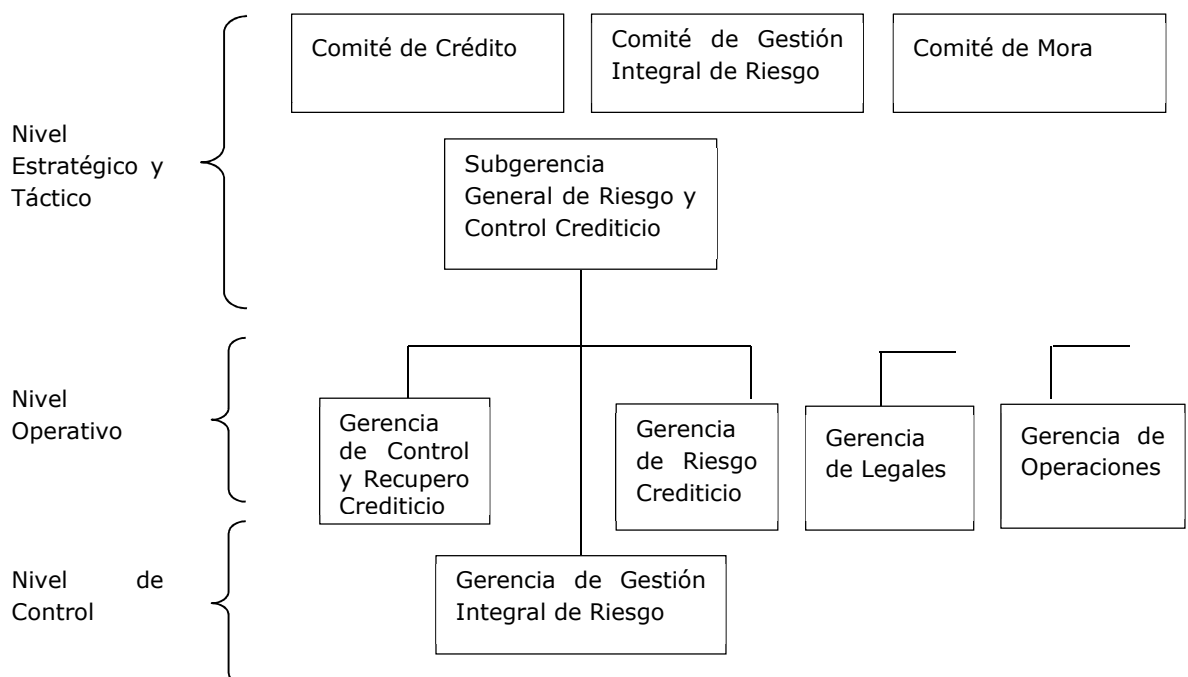 Comité de Crédito
Comité de Gestión
Integral de Riesgo
Comité de Mora
Nivel
Estratégico y
Táctico
Subgerencia
General de Riesgo y
Control Crediticio
Nivel
Operativo
Gerencia
de Control
y Recupero
Crediticio
Gerencia
de Riesgo
Crediticio
Gerencia
de Legales
Gerencia de
Operaciones
Nivel de
Control
Gerencia de Gestión
Integral de Riesgo